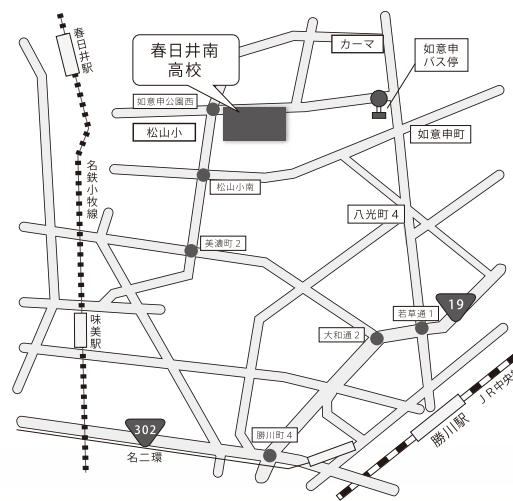 春日井駅
春日井南
高校
カーマ
如意申
バス停
如意申公園西
松山小
如意申町
名鉄小牧線
松山小南
八光町4
美濃町2
19
若草通1
大和通2
味美駅
JR中央
勝川駅
302
名二環
勝川町4